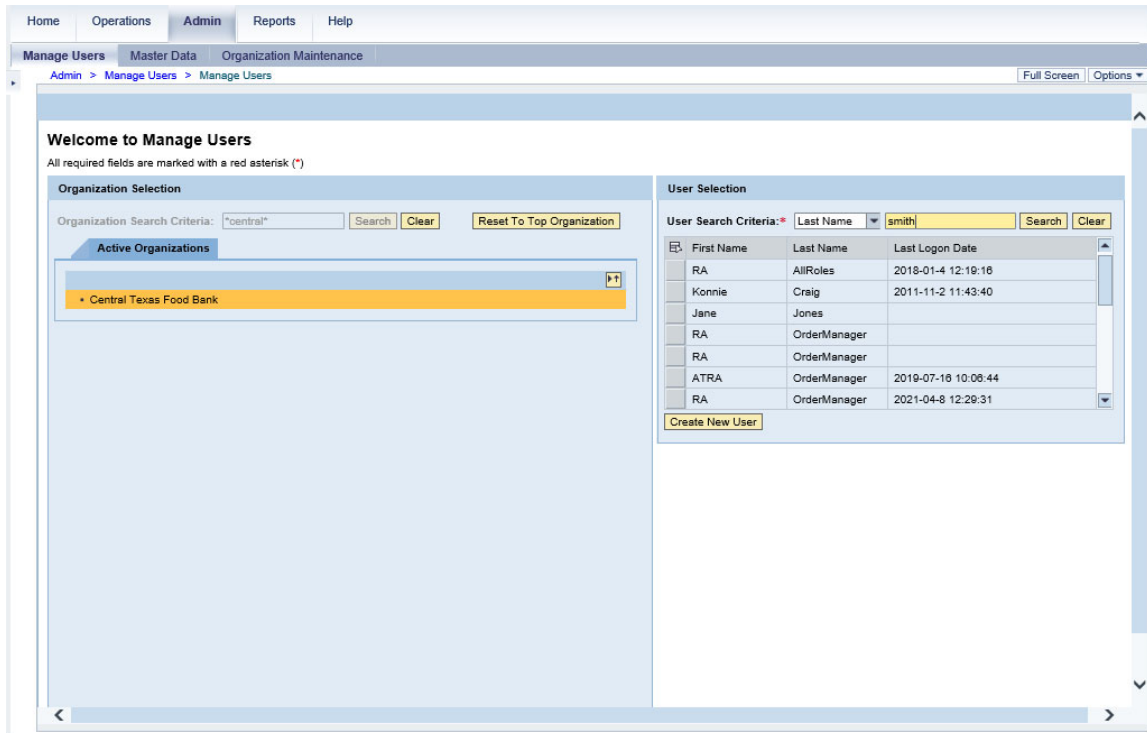 Home Operations Admin Reports Help
Manage Users Master Data Organization Maintenance
Admin > Manage Users > Manage Users Full Screen Options
Welcome to Manage Users
All required fields are marked with a red asterisk (*)
Organization Selection
Organization Search Criteria: *central* Search Clear Reset To Top Organization
Active Organizations
• Central Texas Food Bank
User Selection
User Search Criteria:* Last Name smith Search Clear
First Name Last Name Last Logon Date
RA AllRoles 2018-01-4 12:19:16
Konnie Craig 2011-11-2 11:43:40
Jane Jones
RA OrderManager
RA OrderManager
ATRA OrderManager 2019-07-16 10:06:44
RA OrderManager 2021-04-8 12:29:31
Create New User